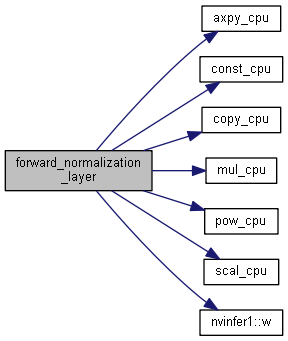 forward_normalization
_layer
axpy_cpu
const_cpu
copy_cpu
mul_cpu
pow_cpu
scal_cpu
nvinfer1::w